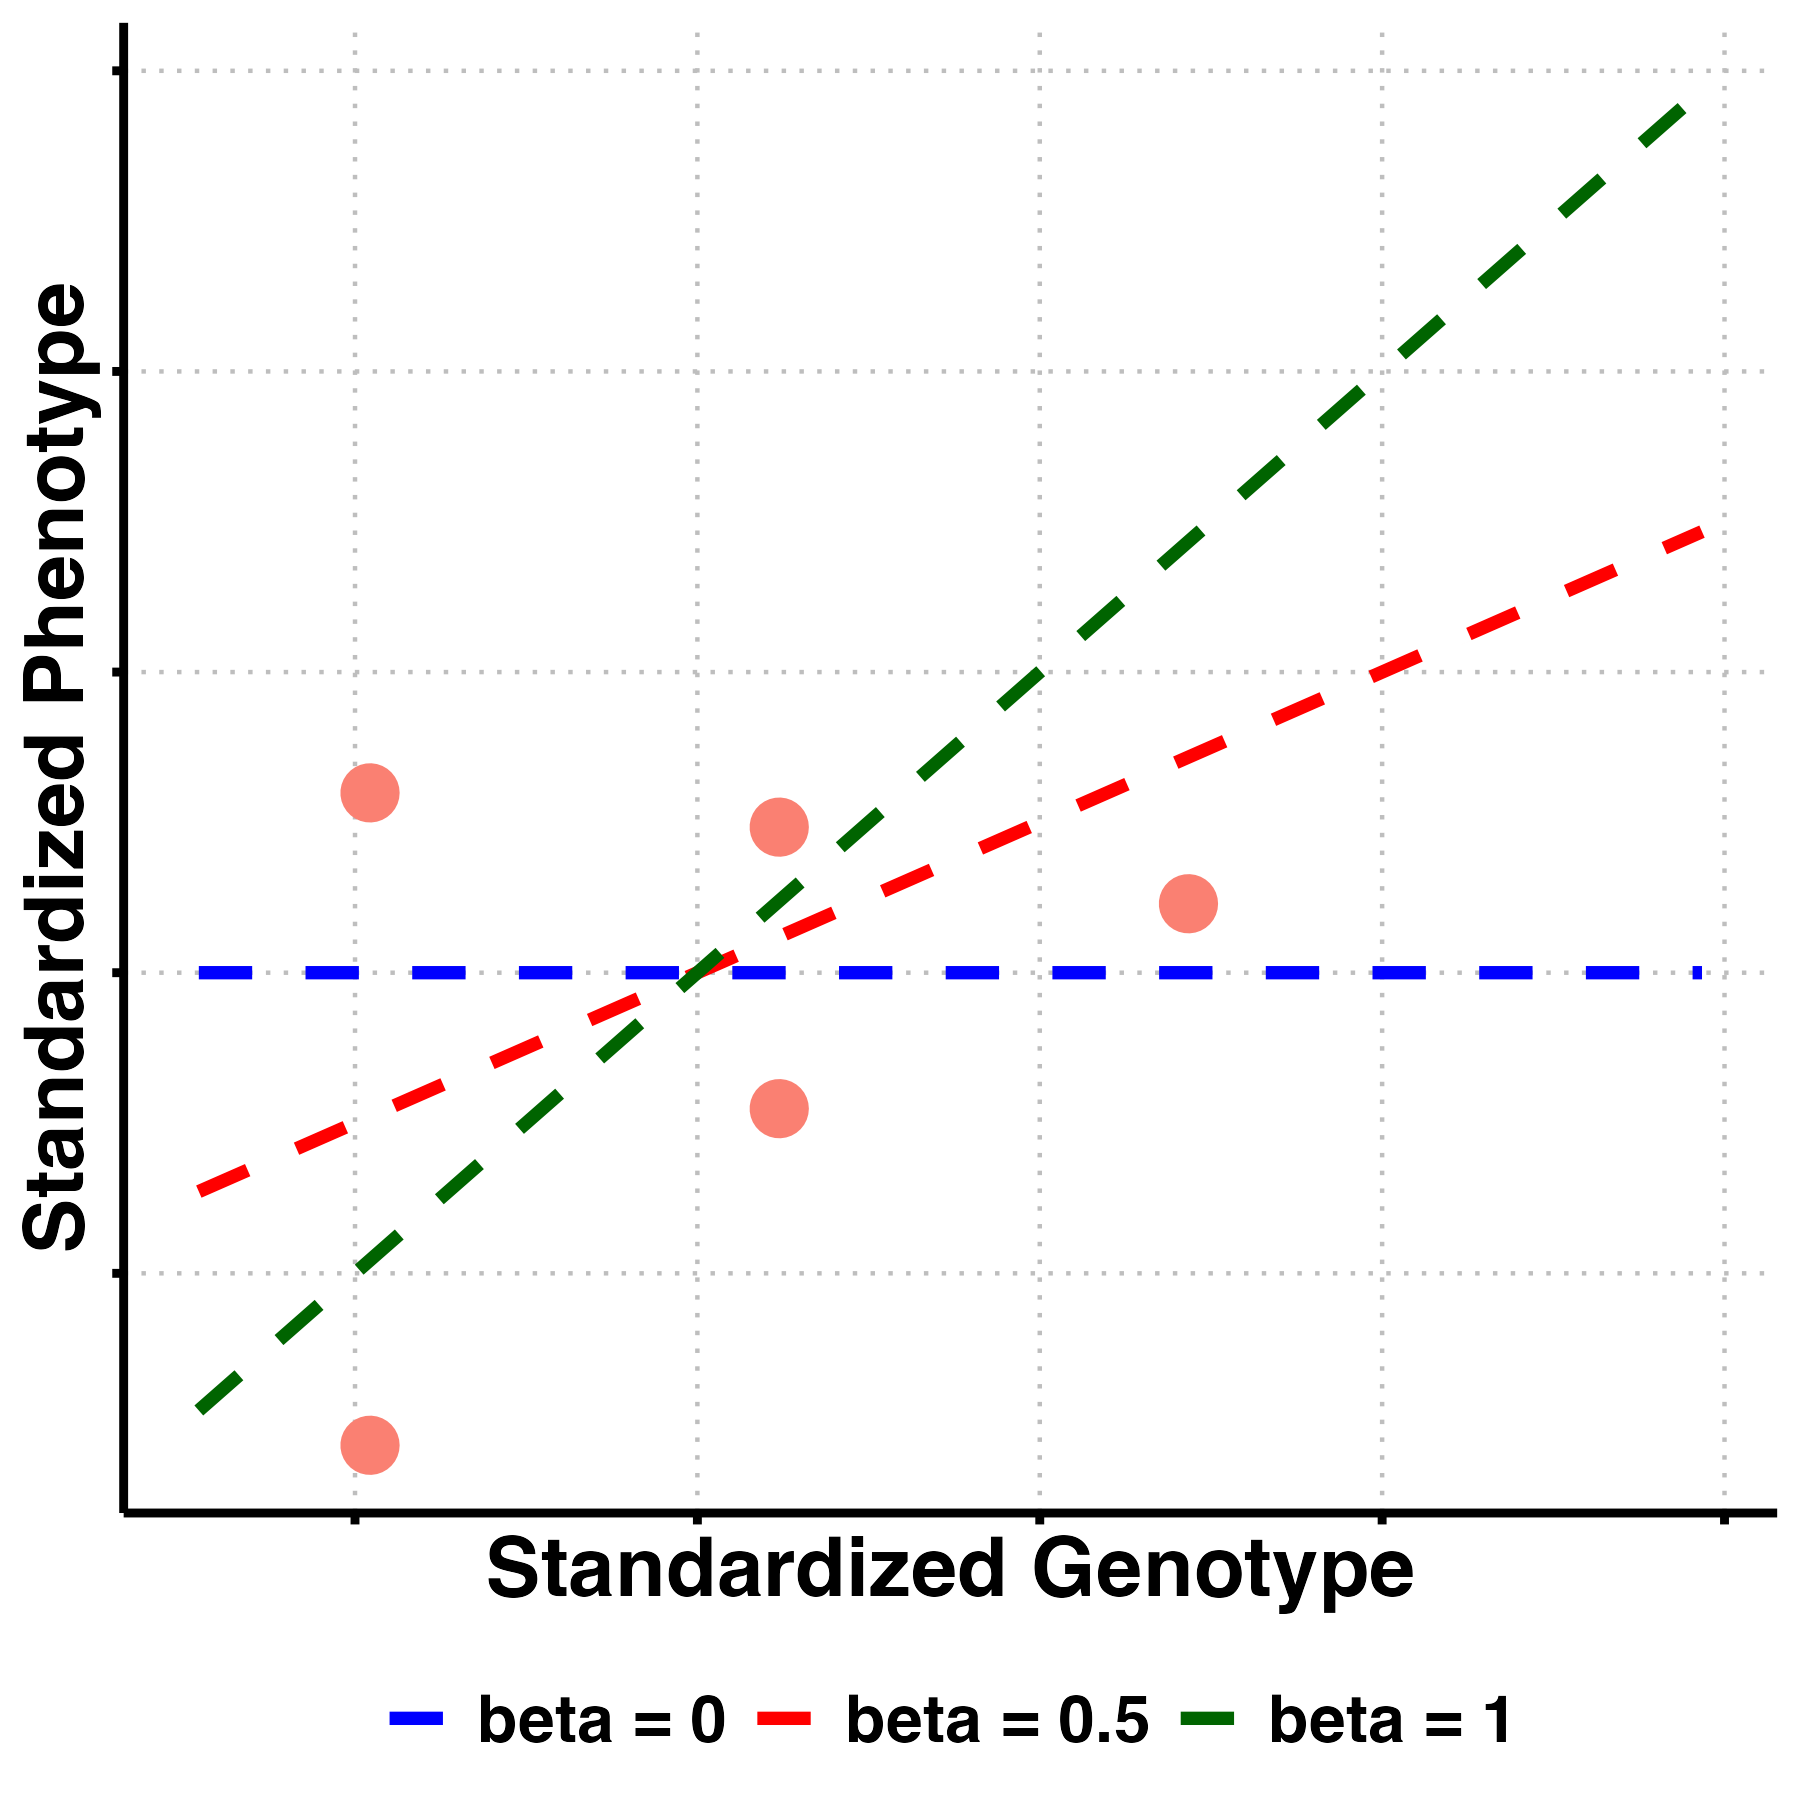 Standardized Phenotype
Standardized Genotype
beta = 0 beta = 0.5 beta = 1